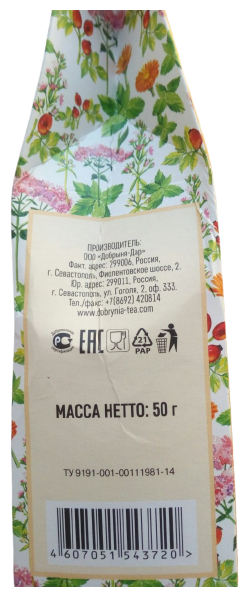 ПРОИЗВОДИТЕЛЬ:
ООО «Добрыня-Дар»
Факт. адрес: 299006, Россия,
г. Севастополь, Фиолентовское шоссе, 2.
Юр. адрес: 299011, Россия,
г. Севастополь, ул. Гоголя, 2, оф. 333.
Тел./факс: +7(8692) 420814
www.dobrynia-tea.com
ЕАС
21
PAP
МАССА НЕТТО: 50 г
ТУ 9191-001-00111981-14
4 607051 543720 >